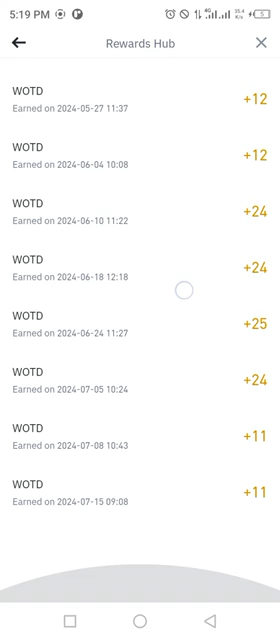 5:19 PM
Rewards Hub
WOTD
Earned on 2024-05-27 11:37
+12
WOTD
Earned on 2024-06-04 10:08
+12
WOTD
Earned on 2024-06-10 11:22
+24
WOTD
Earned on 2024-06-18 12:18
+24
WOTD
Earned on 2024-06-24 11:27
+25
WOTD
Earned on 2024-07-05 10:24
+24
WOTD
Earned on 2024-07-08 10:43
+11
WOTD
Earned on 2024-07-15 09:08
+11